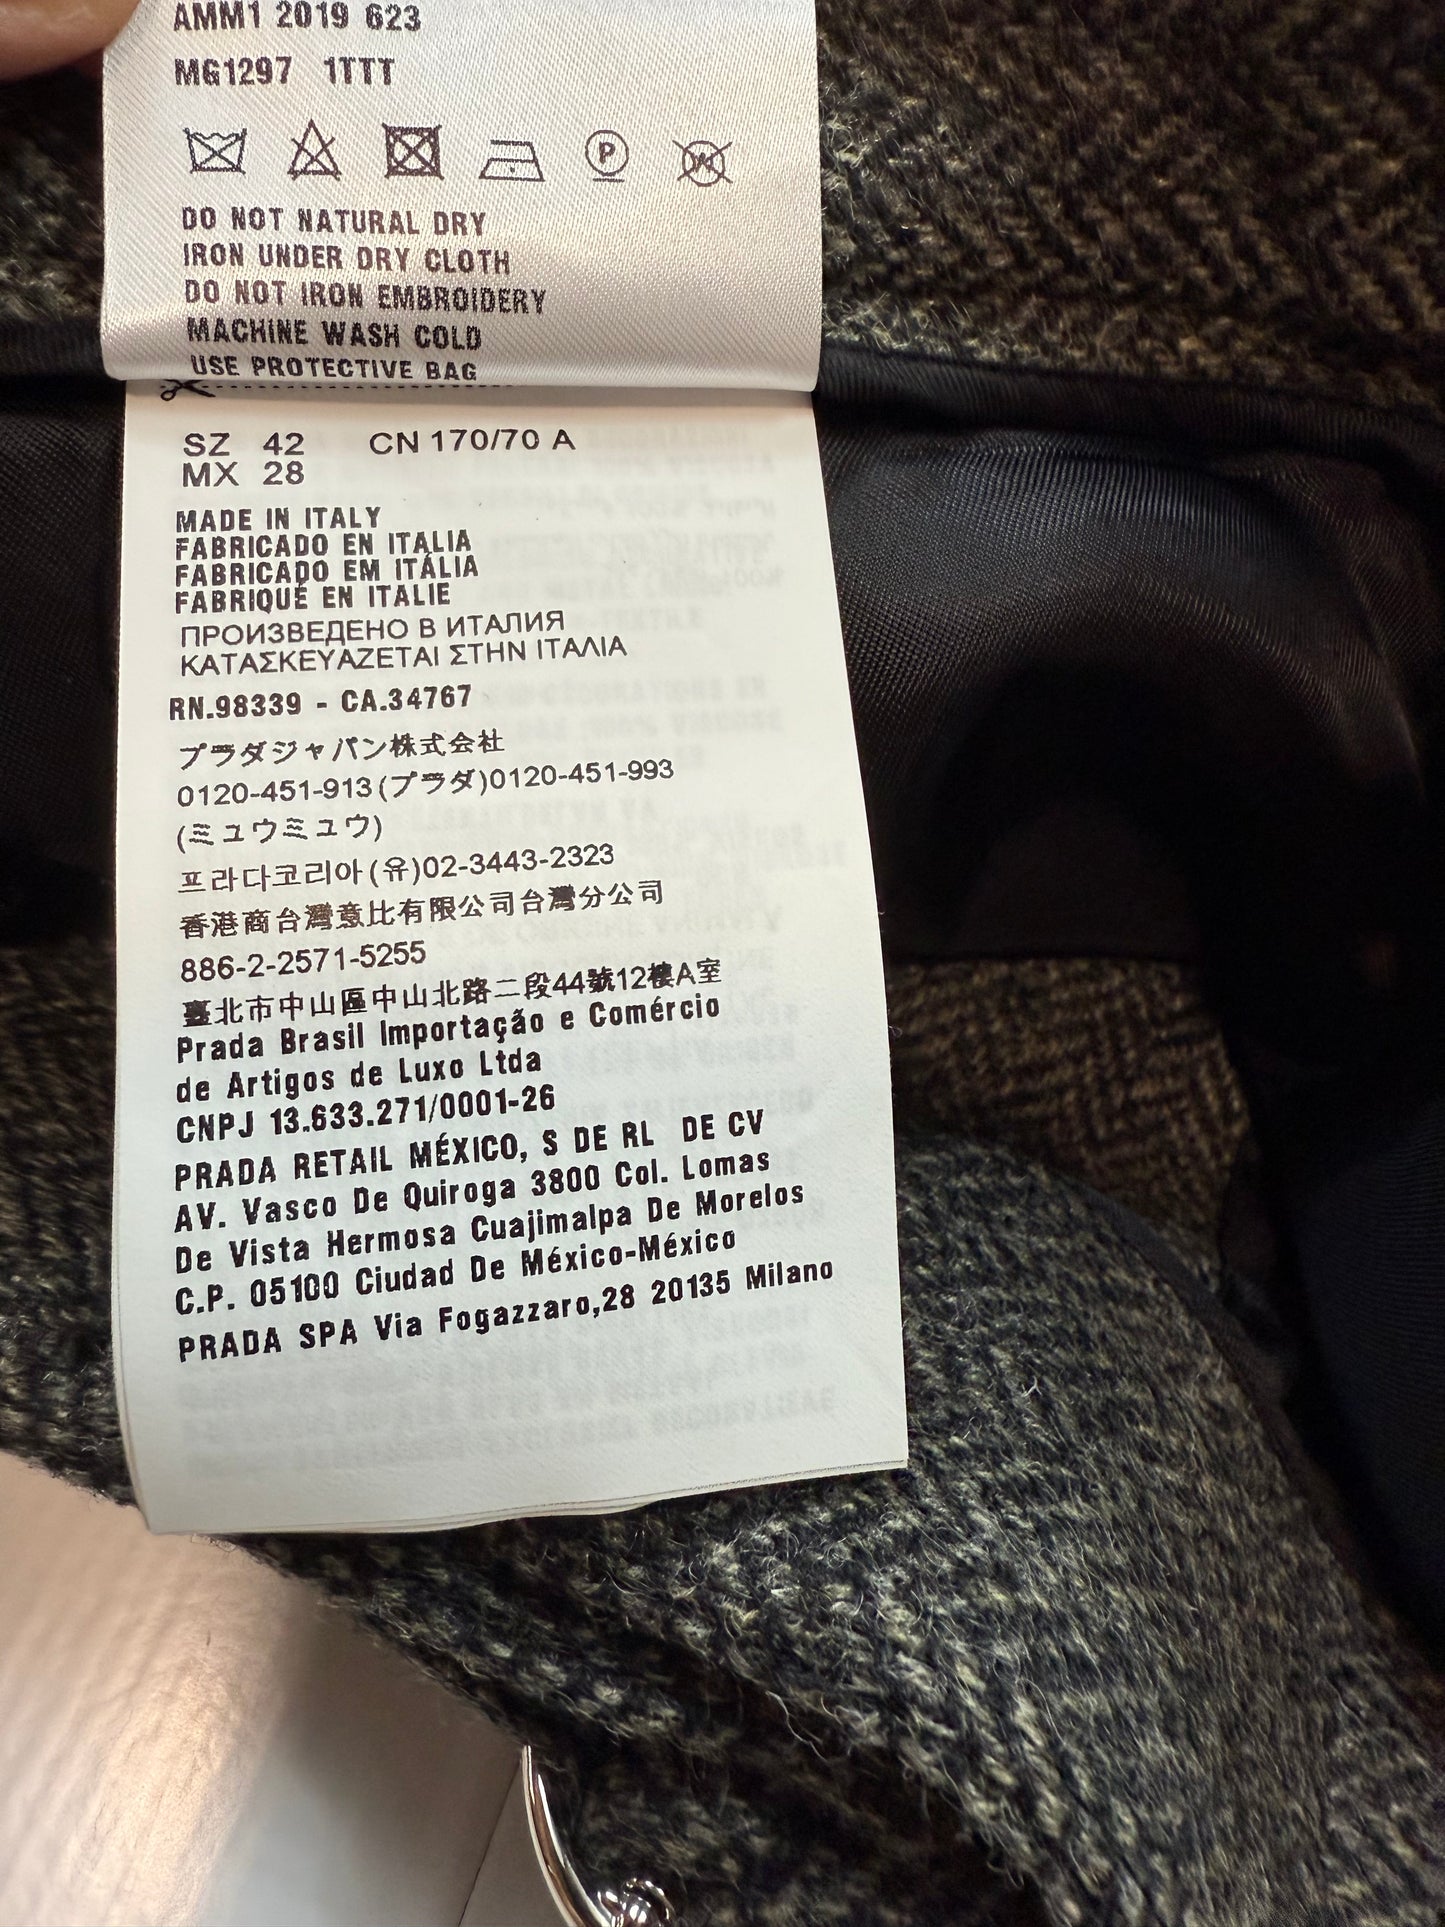 AMM1 2019 623
MG1297 1TTT
P
W
DO NOT NATURAL DRY
IRON UNDER DRY CLOTH
DO NOT IRON EMBROIDERY
MACHINE WASH COLD
USE PROTECTIVE BAG
SZ 42 CN 170/70 A
MX 28
MADE IN ITALY
FABRICADO EN ITALIA
FABRICADO EM ITÁLIA
FABRIQUÉ EN ITALIE
ПРОИЗВЕДЕНО В ИТАЛИЯ
ΚΑΤΑΣΚΕΥΑΖΕΤΑΙ ΣΤΗΝ ΙΤΑΛΙΑ
RN.98339 - CA.34767
プラダジャパン株式会社
0120-451-913(プラダ)0120-451-993
(ミュウミュウ)
프라다코리아(유)02-3443-2323
香港商台灣意比有限公司台灣分公司
886-2-2571-5255
臺北市中山區中山北路二段44號12樓A室
Prada Brasil Importação e Comércio
de Artigos de Luxo Ltda
CNPJ 13.633.271/0001-26
PRADA RETAIL MÉXICO, S DE RL DE CV
AV. Vasco De Quiroga 3800 Col. Lomas
De Vista Hermosa Cuajimalpa De Morelos
C.P. 05100 Ciudad De México-México
PRADA SPA Via Fogazzaro,28 20135 Milano